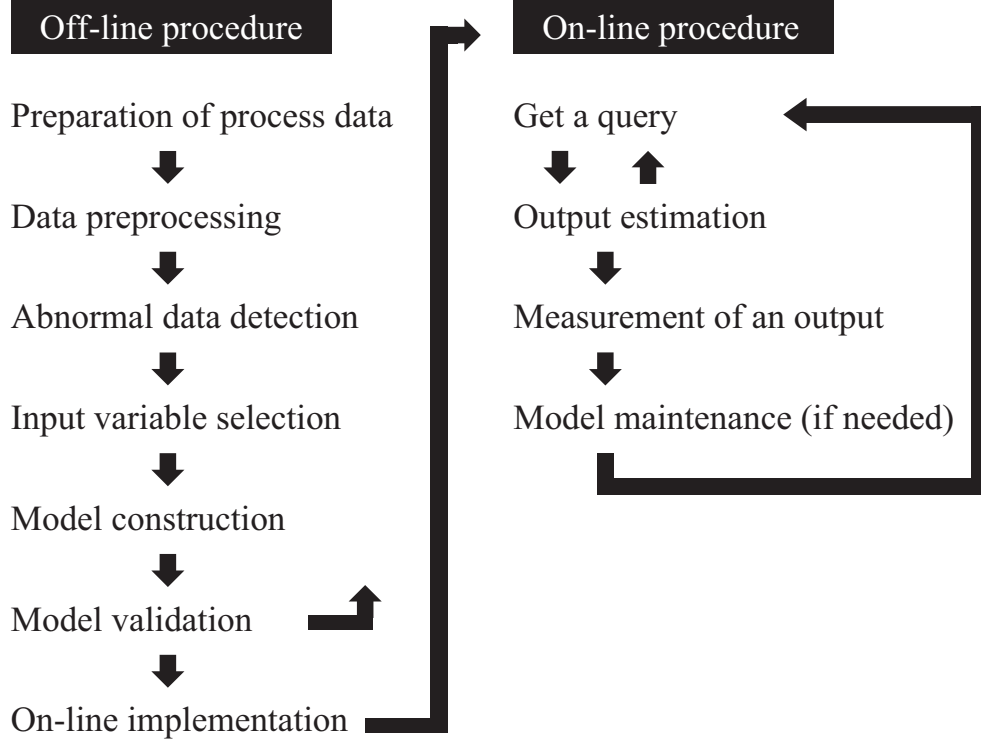 Off-line procedure
Preparation of process data
Data preprocessing
Abnormal data detection
Input variable selection
Model construction
Model validation
On-line implementation
On-line procedure
Get a query
Output estimation
Measurement of an output
Model maintenance (if needed)